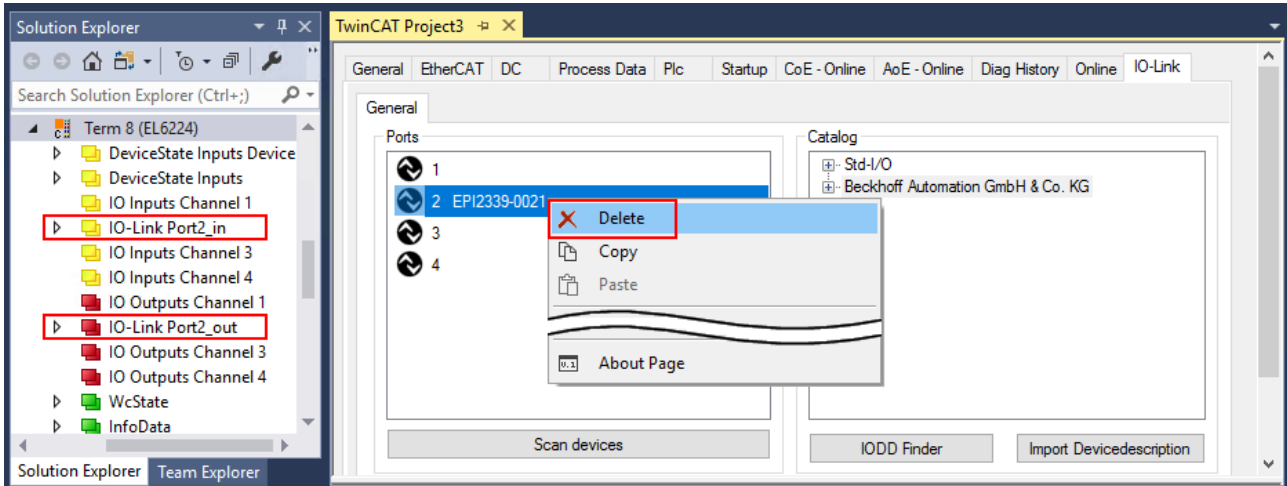 Solution Explorer
Search Solution Explorer (Ctrl+;)
Term 8 (EL6224)
DeviceState Inputs Device
DeviceState Inputs
IO Inputs Channel 1
IO-Link Port2_in
IO Inputs Channel 3
IO Inputs Channel 4
IO Outputs Channel 1
IO-Link Port2_out
IO Outputs Channel 3
IO Outputs Channel 4
WcState
InfoData
Solution Explorer Team Explorer
TwinCAT Project3
General EtherCAT DC Process Data Plc Startup CoE - Online AoE - Online Diag History Online IO-Link
General
Ports
1
2 EPI2339-0021
3
4
Delete
Copy
Paste
About Page
Scan devices
Catalog
Std-I/O
Beckhoff Automation GmbH & Co. KG
IODD Finder Import Devicedescription